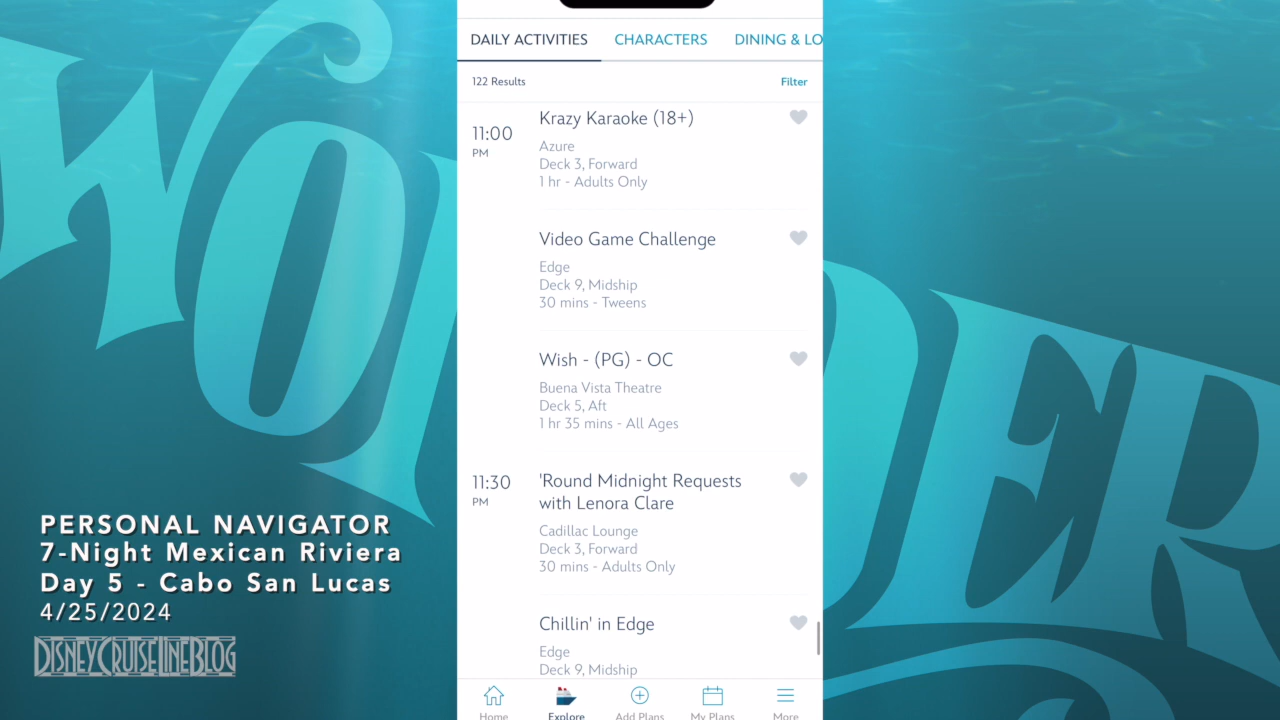 WONDER
DAILY ACTIVITIES
CHARACTERS
DINING & LO
122 Results
Filter
11:00
PM
Krazy Karaoke (18+)
Azure
Deck 3, Forward
1 hr - Adults Only
Video Game Challenge
Edge
Deck 9, Midship
30 mins - Tweens
Wish - (PG) - OC
Buena Vista Theatre
Deck 5, Aft
1 hr 35 mins - All Ages
11:30
PM
'Round Midnight Requests
with Lenora Clare
Cadillac Lounge
Deck 3, Forward
30 mins - Adults Only
Chillin' in Edge
Edge
Deck 9, Midship
Home
Explore
Add Plans
My Plans
More
PERSONAL NAVIGATOR
7-Night Mexican Riviera
Day 5 - Cabo San Lucas
4/25/2024
DISNEYCRUISELINEBLOG